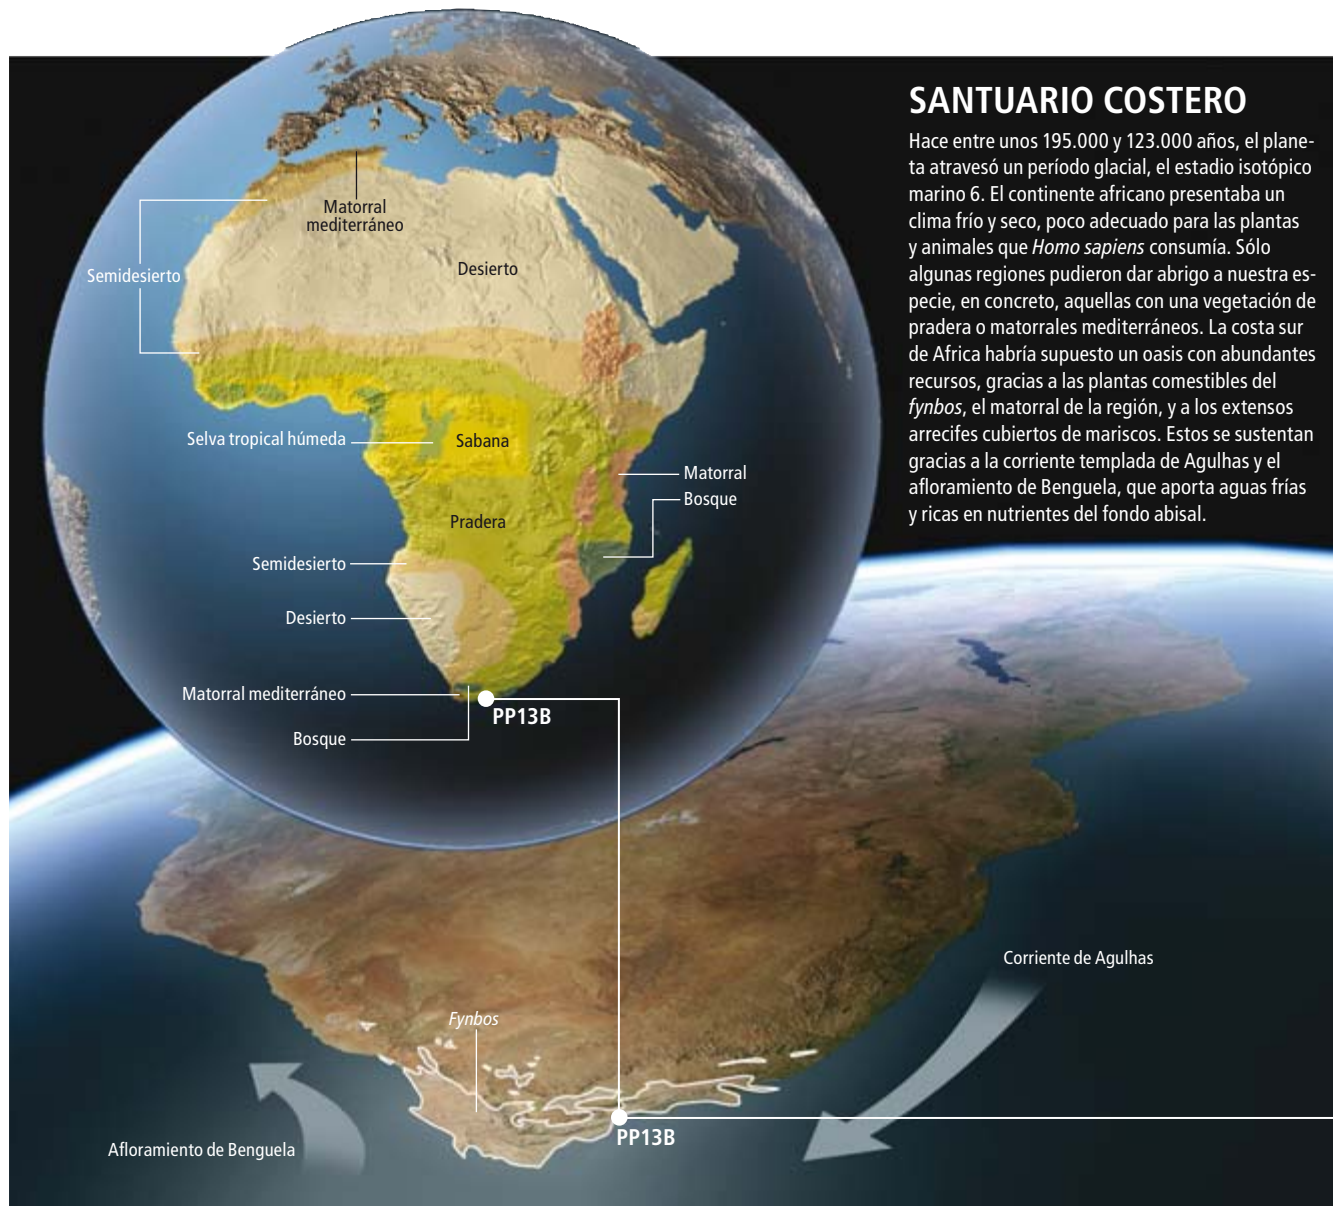 SANTUARIO COSTERO
Hace entre unos 195.000 y 123.000 años, el plane-
ta atravesó un período glacial, el estadio isotópico
marino 6. El continente africano presentaba un
clima frío y seco, poco adecuado para las plantas
y animales que Homo sapiens consumía. Sólo
algunas regiones pudieron dar abrigo a nuestra es-
pecie, en concreto, aquellas con una vegetación de
pradera o matorrales mediterráneos. La costa sur
de Africa habría supuesto un oasis con abundantes
recursos, gracias a las plantas comestibles del
fynbos, el matorral de la región, y a los extensos
arrecifes cubiertos de mariscos. Estos se sustentan
gracias a la corriente templada de Agulhas y el
afloramiento de Benguela, que aporta aguas frías
y ricas en nutrientes del fondo abisal.
Matorral
mediterráneo
Semidesierto
Desierto
Selva tropical húmeda
Sabana
Matorral
Bosque
Pradera
Semidesierto
Desierto
Matorral mediterráneo
PP13B
Bosque
Corriente de Agulhas
Fynbos
PP13B
Afloramiento de Benguela